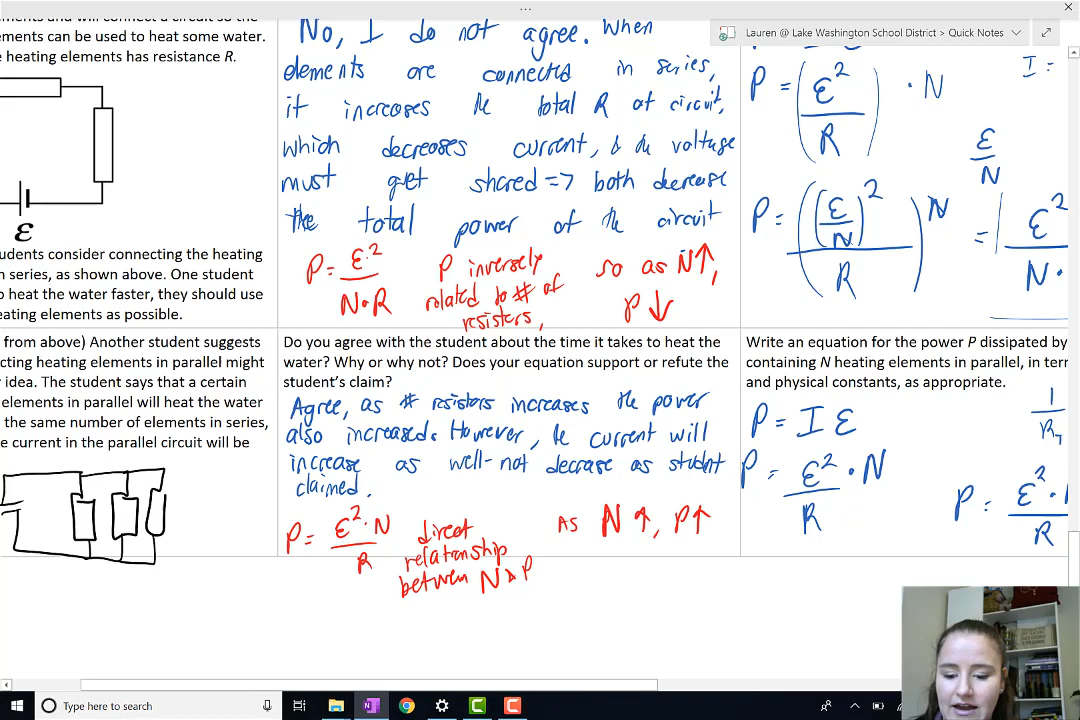 ements and will connect a circuit so the
ements can be used to heat some water.
e heating elements has resistance R.
ε
tudents consider connecting the heating
n series, as shown above. One student
o heat the water faster, they should use
eating elements as possible.
No, I do not agree. When
elements are connected in series,
it increases the total R of circuit,
which decreases current, & the voltage
must get shared => both decrease
the total power of the circuit
P = ε²/N•R
P inversely
related to # of
resisters,
so as N↑,
P↓
Lauren @ Lake Washington School District > Quick Notes
I =
P = (ε²/R) · N
ε/N
P = ((ε/N)²/R) N = ε²/N·
from above) Another student suggests
cting heating elements in parallel might
idea. The student says that a certain
elements in parallel will heat the water
the same number of elements in series,
e current in the parallel circuit will be
Do you agree with the student about the time it takes to heat the
water? Why or why not? Does your equation support or refute the
student's claim?
Agree, as # resistors increases the power
also increased. However, the current will
increase as well-not decrase as student
claimed.
P = ε²·N/R
direct
relationship
between N & P
As N↑, P↑
Write an equation for the power P dissipated by
containing N heating elements in parallel, in term
and physical constants, as appropriate.
P = I ε
P = ε²/R · N
P = ε²·/R
Type here to search